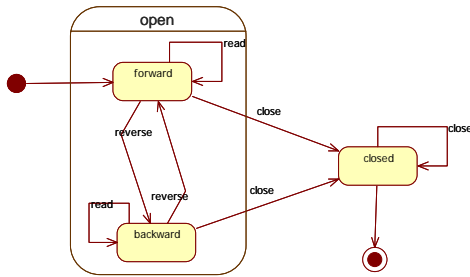 open
read
forward
close
reverse
closed
close
reverse
close
read
backward